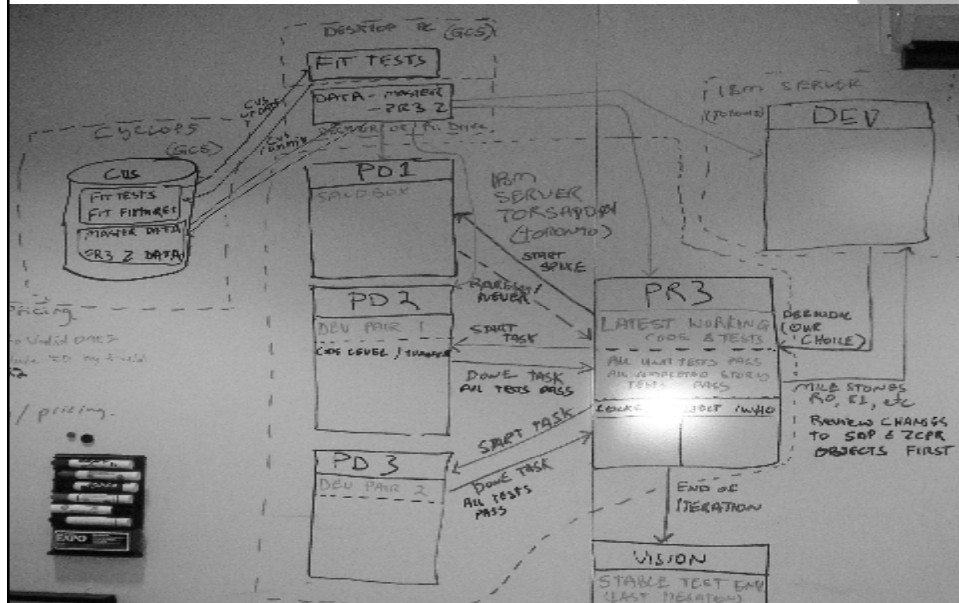 DESKTOP PC (GCS)
FIT TESTS
DATA - MASTER
- PR3 Z
CVS
UPDATE
CVS
CYCLOPS
(GCS)
CVS
FIT TESTS
FIT FIXTURES
MASTER DATA
PR3 Z DATA
IBM SERVER
(TORONTO)
DEV
PD1
SANDBOX
IBM
SERVER
(TORONTO)
START
SPIKE
RARELY /
NEVER
PD2
DEV PAIR 1
CODE LEVEL /
START
TASK
DONE TASK
ALL TESTS PASS
PR3
LATEST WORKING
CODE & TESTS
ALL UNIT TESTS PASS
ALL COMPLETED STORY
TESTS PASS
PERIODIC
(OUR
CHOICE)
MILESTONES
R0, R1, etc
REVIEW CHANGES
TO SAP & ZCPR
OBJECTS FIRST
Pricing
/ pricing.
START TASK
PD 3
DEV PAIR 2
DONE TASK
ALL TESTS
PASS
END OF
ITERATION
VISION
STABLE TEST ENV
(LAST ITERATION)
EXPO